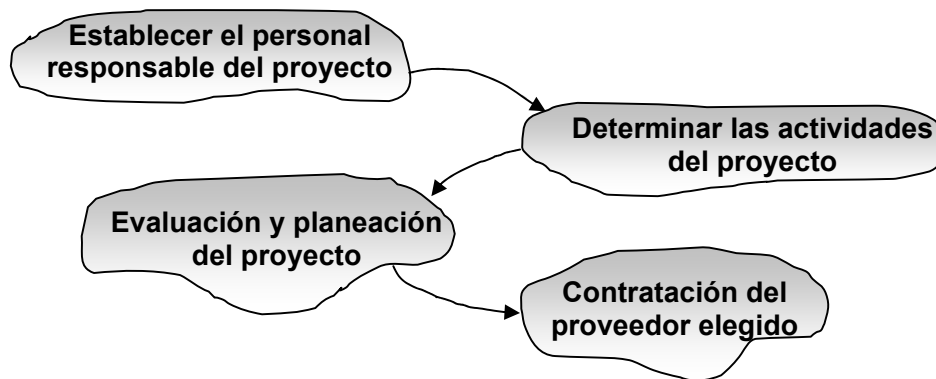 Establecer el personal
responsable del proyecto
Determinar las actividades
del proyecto
Evaluación y planeación
del proyecto
Contratación del
proveedor elegido